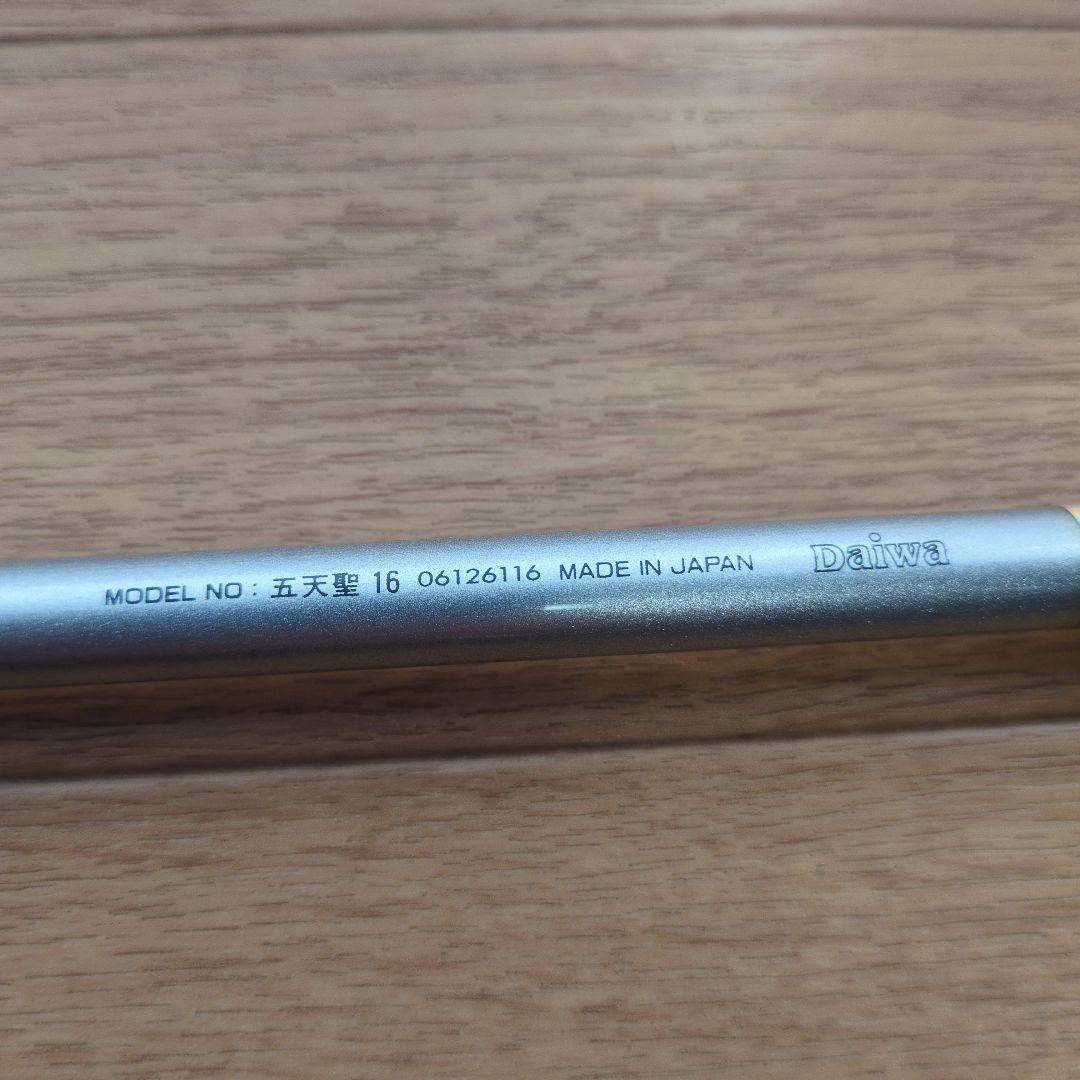 MODEL NO : 五天聖 16 06126116 MADE IN JAPAN Daiwa